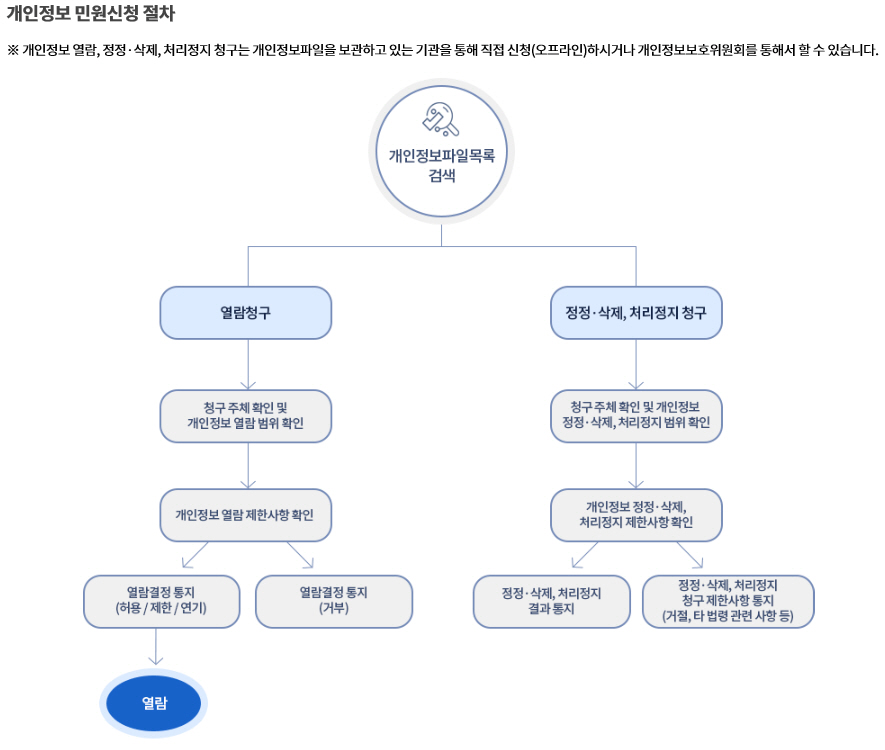 개인정보 민원신청 절차
※ 개인정보 열람, 정정·삭제, 처리정지 청구는 개인정보파일을 보관하고 있는 기관을 통해 직접 신청(오프라인)하시거나 개인정보보호위원회를 통해서 할 수 있습니다.
개인정보파일목록
검색
열람청구
정정·삭제, 처리정지 청구
청구 주체 확인 및
개인정보 열람 범위 확인
청구 주체 확인 및 개인정보
정정·삭제, 처리정지 범위 확인
개인정보 열람 제한사항 확인
개인정보 정정·삭제,
처리정지 제한사항 확인
열람결정 통지
(허용 / 제한 / 연기)
열람결정 통지
(거부)
정정·삭제, 처리정지
결과 통지
정정·삭제, 처리정지
청구 제한사항 통지
(거절, 타 법령 관련 사항 등)
열람